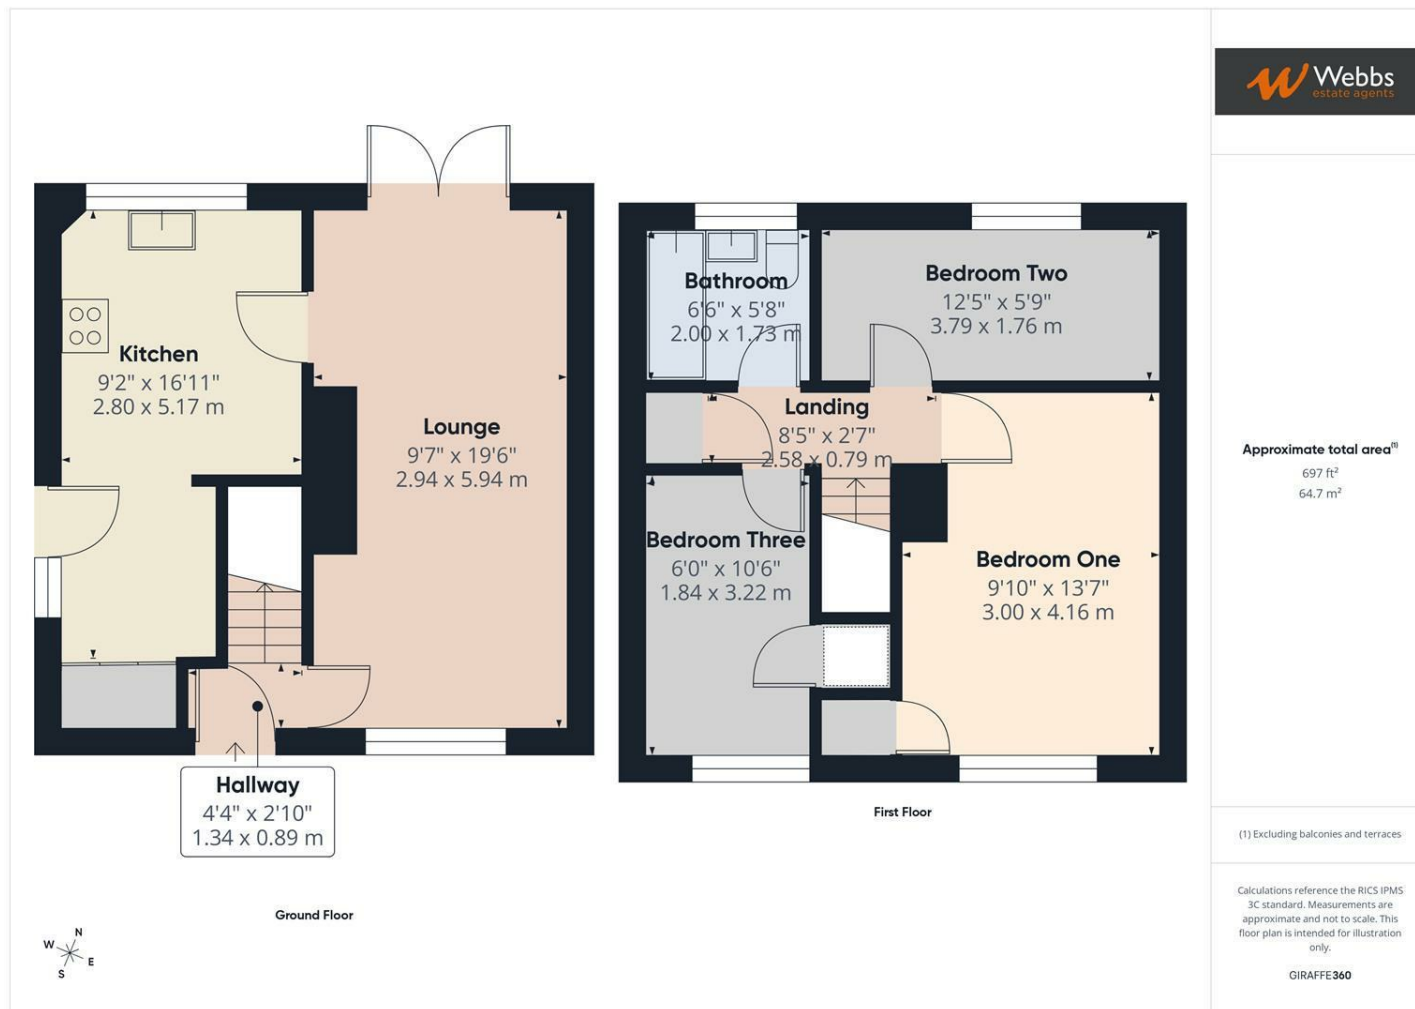 Webbs
estate agents
Kitchen
9'2" x 16'11"
2.80 x 5.17 m
Lounge
9'7" x 19'6"
2.94 x 5.94 m
Hallway
4'4" x 2'10"
1.34 x 0.89 m
Ground Floor
N
W
E
S
Bathroom
6'6" x 5'8"
2.00 x 1.73 m
Bedroom Two
12'5" x 5'9"
3.79 x 1.76 m
Landing
8'5" x 2'7"
2.58 x 0.79 m
Bedroom Three
6'0" x 10'6"
1.84 x 3.22 m
Bedroom One
9'10" x 13'7"
3.00 x 4.16 m
First Floor
Approximate total area⁽¹⁾
697 ft²
64.7 m²
(1) Excluding balconies and terraces
Calculations reference the RICS IPMS
3C standard. Measurements are
approximate and not to scale. This
floor plan is intended for illustration
only.
GIRAFFE360